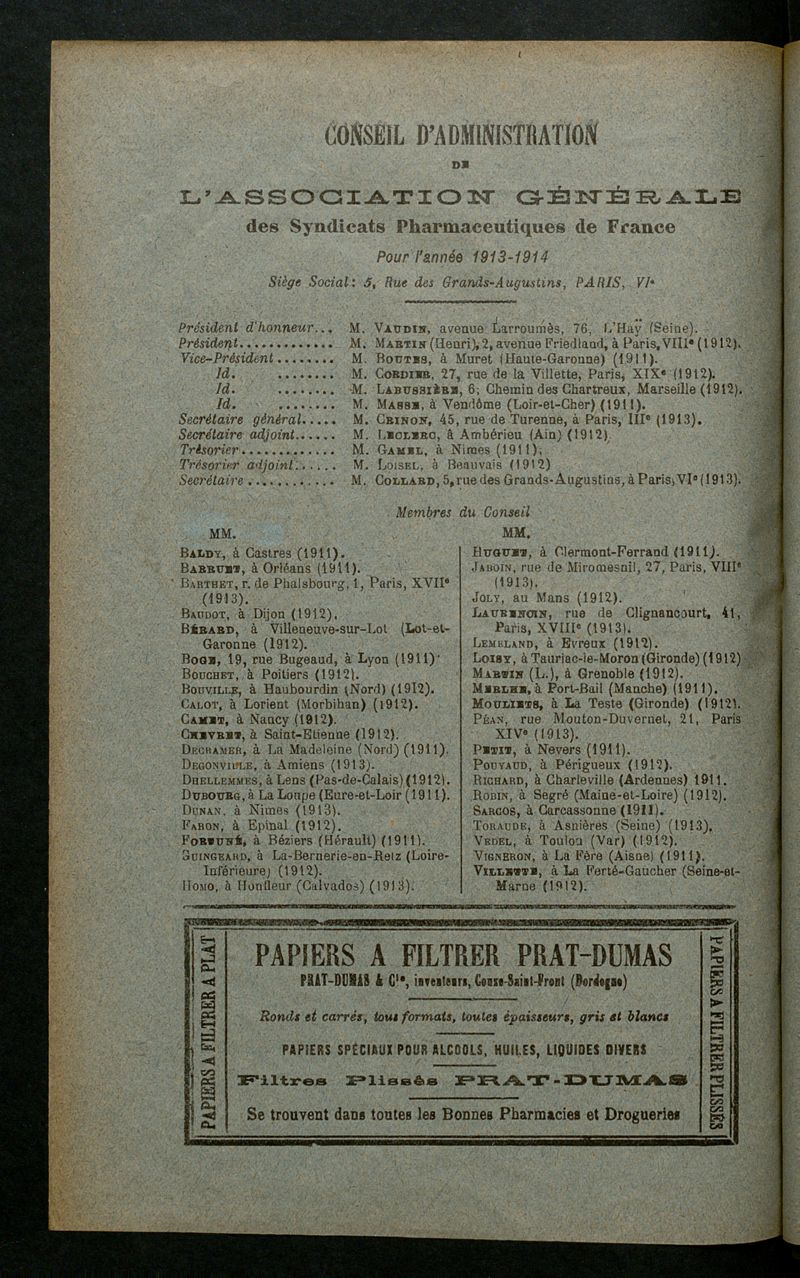 CONSEIL D'ADMINISTRATION
DE
L'ASSOCIATION GÉNÉRALE
des Syndicats Pharmaceutiques de France
Pour l'année 1913-1914
Siège Social: 5, Rue des Grands-Augustins, PARIS, VIe
Président d'honneur... M. VAUDIN, avenue Larroumès, 76, L'Haÿ (Seine).
Président............. M. MARTIN (Henri), 2, avenue Friedland, à Paris, VIIIe (1912).
Vice-Président........ M. BOUTES, à Muret (Haute-Garonne) (1911).
Id. ........ M. CORDIER, 27, rue de la Villette, Paris, XIXe (1912).
Id. ........ M. LABUSSIÈRE, 6, Chemin des Chartreux, Marseille (1912).
Id. ........ M. MASSE, à Vendôme (Loir-et-Cher) (1911).
Secrétaire général..... M. CRINON, 45, rue de Turenne, à Paris, IIIe (1913).
Secrétaire adjoint...... M. LECLERC, à Ambérieu (Ain) (1912).
Trésorier............. M. GAMEL, à Nimes (1911).
Trésorier adjoint...... M. LOISEL, à Beauvais (1912)
Secrétaire............ M. COLLARD, 5, rue des Grands-Augustins, à Paris, VIe (1913).
Membres du Conseil
MM.
BALDY, à Castres (1911).
BARRUET, à Orléans (1911).
BARTHET, r. de Phalsbourg, 1, Paris, XVIIe
(1913).
BAUDOT, à Dijon (1912).
BÉRARD, à Villeneuve-sur-Lot (Lot-et-
Garonne (1912).
BOGE, 19, rue Bugeaud, à Lyon (1911)
BOUCHET, à Poitiers (1912).
BOUVILLE, à Haubourdin (Nord) (1912).
CALOT, à Lorient (Morbihan) (1912).
CAMET, à Nancy (1912).
CHEVRET, à Saint-Etienne (1912).
DECRAMER, à La Madeleine (Nord) (1911).
DEGONVILLE, à Amiens (1913).
DHELLEMMES, à Lens (Pas-de-Calais) (1912).
DUBOURG, à La Loupe (Eure-et-Loir (1911).
DUNAN, à Nimes (1913).
FARON, à Epinal (1912).
FORTUNÉ, à Béziers (Hérault) (1911).
GUINGEARD, à La-Bernerie-en-Retz (Loire-
Inférieure) (1912).
HOMO, à Honfleur (Calvados) (1913).
MM.
HUGUET, à Clermont-Ferrand (1911).
JABOIN, rue de Miromesnil, 27, Paris, VIIIe
(1913).
JOLY, au Mans (1912).
LAURENCIN, rue de Clignancourt, 41,
Paris, XVIIIe (1913).
LEMELAND, à Evreux (1912).
LOISY, à Tauriac-le-Moron (Gironde) (1912)
MARTIN (L.), à Grenoble (1912).
MERLHE, à Port-Bail (Manche) (1911).
MOULIETS, à La Teste (Gironde) (1912).
PÉAN, rue Mouton-Duvernet, 21, Paris
XIVe (1913).
PETIT, à Nevers (1911).
POUYAUD, à Périgueux (1912).
RICHARD, à Charleville (Ardennes) 1911.
ROBIN, à Segré (Maine-et-Loire) (1912).
SARCOS, à Carcassonne (1911).
TORAUDE, à Asnières (Seine) (1913).
VEDEL, à Toulon (Var) (1912).
VIGNERON, à La Fère (Aisne) (1911).
VILLETTE, à La Ferté-Gaucher (Seine-et-
Marne (1912).
PAPIERS A FILTRER A PLAT
PAPIERS A FILTRER PRAT-DUMAS
PRAT-DUMAS & Cie, inventeurs, Couze-Saint-Front (Dordogne)
Ronds et carrés, tous formats, toutes épaisseurs, gris et blancs
PAPIERS SPÉCIAUX POUR ALCOOLS, HUILES, LIQUIDES DIVERS
Filtres Plissés PRAT-DUMAS
Se trouvent dans toutes les Bonnes Pharmacies et Drogueries
PAPIERS A FILTRER PLISSÉS